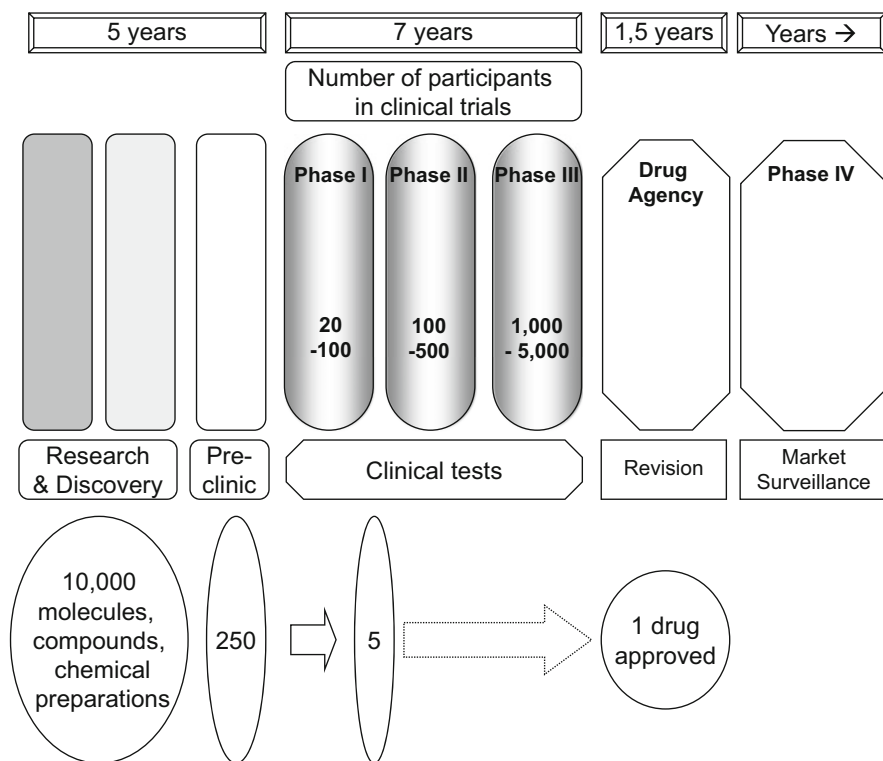 5 years
7 years
1,5 years
Years →
Number of participants
in clinical trials
Phase I
Phase II
Phase III
Drug
Agency
Phase IV
20
-100
100
-500
1,000
- 5,000
Research
& Discovery
Pre-
clinic
Clinical tests
Revision
Market
Surveillance
10,000
molecules,
compounds,
chemical
preparations
250
5
1 drug
approved